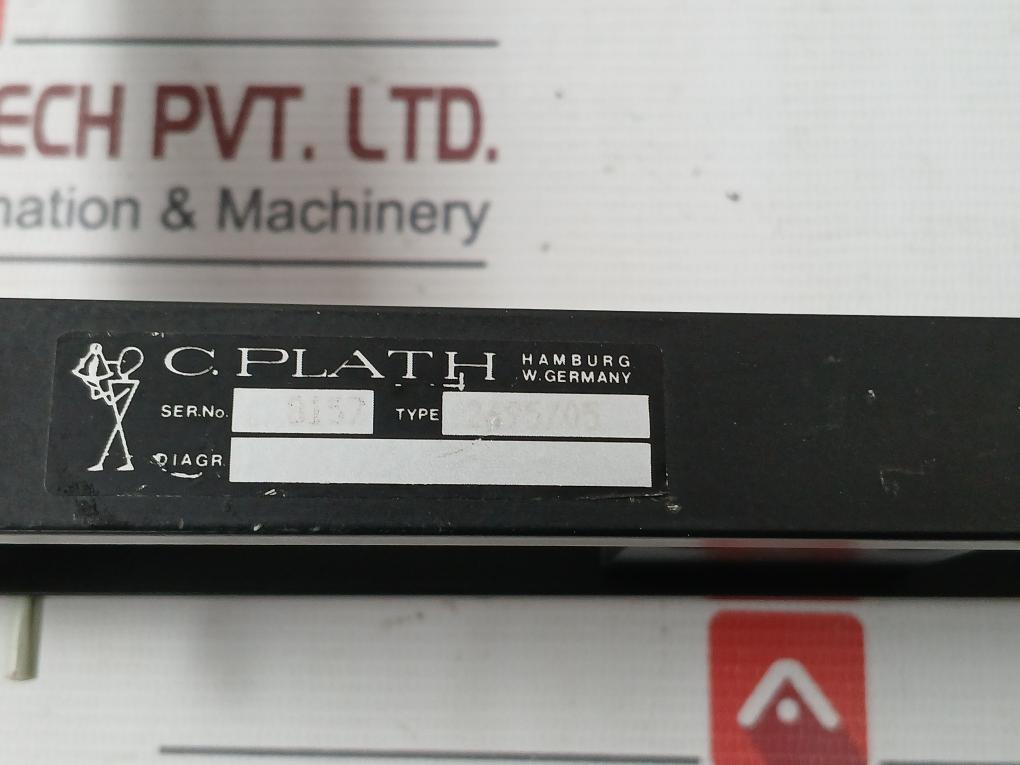 ECH PVT. LTD.
nation & Machinery
C. PLATH HAMBURG
W. GERMANY
SER.No. TYPE
DIAGR.